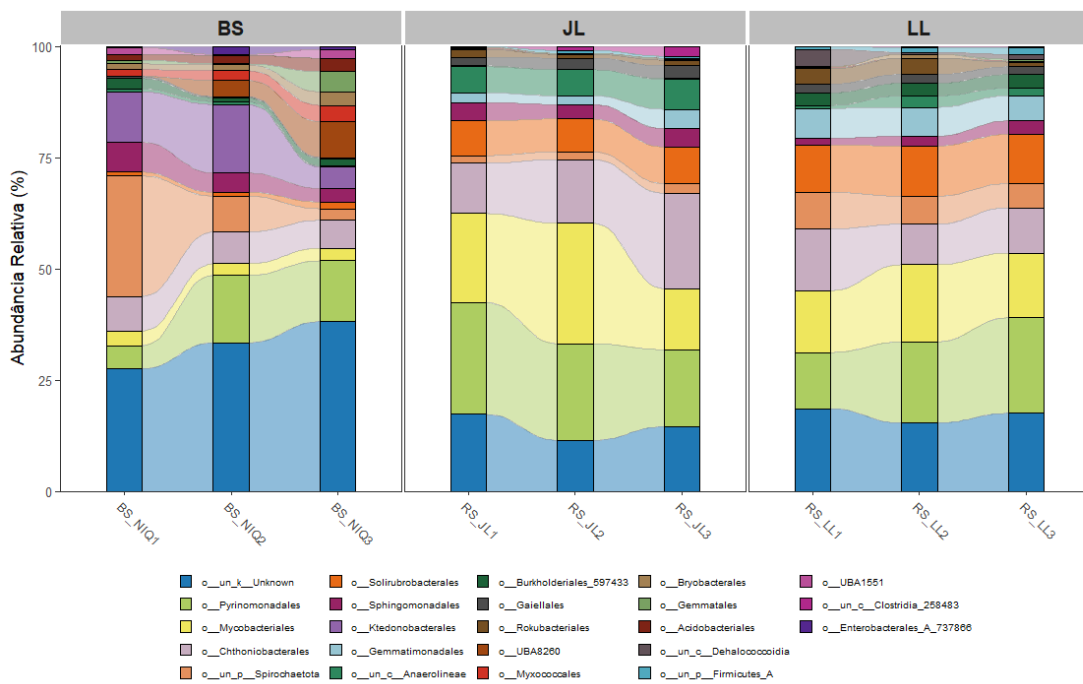 BS JL LL
Abundância Relativa (%)
100
75
50
25
0
BS_NIQ1 BS_NIQ2 BS_NIQ3 RS_JL1 RS_JL2 RS_JL3 RS_LL1 RS_LL2 RS_LL3
o__un_k__Unknown o__Solirubrobacterales o__Burkholderiales_597433 o__Bryobacterales o__UBA1551
o__Pyrinomonadales o__Sphingomonadales o__Gaiellales o__Gemmatales o__un_c__Clostridia_258483
o__Mycobacteriales o__Ktedonobacterales o__Rokubacteriales o__Acidobacteriales o__Enterobacterales_A_737866
o__Chthoniobacterales o__Gemmatimonadales o__UBA8260 o__un_c__Dehalococcoidia
o__un_p__Spirochaetota o__un_c__Anaerolineae o__Myxococcales o__un_p__Firmicutes_A